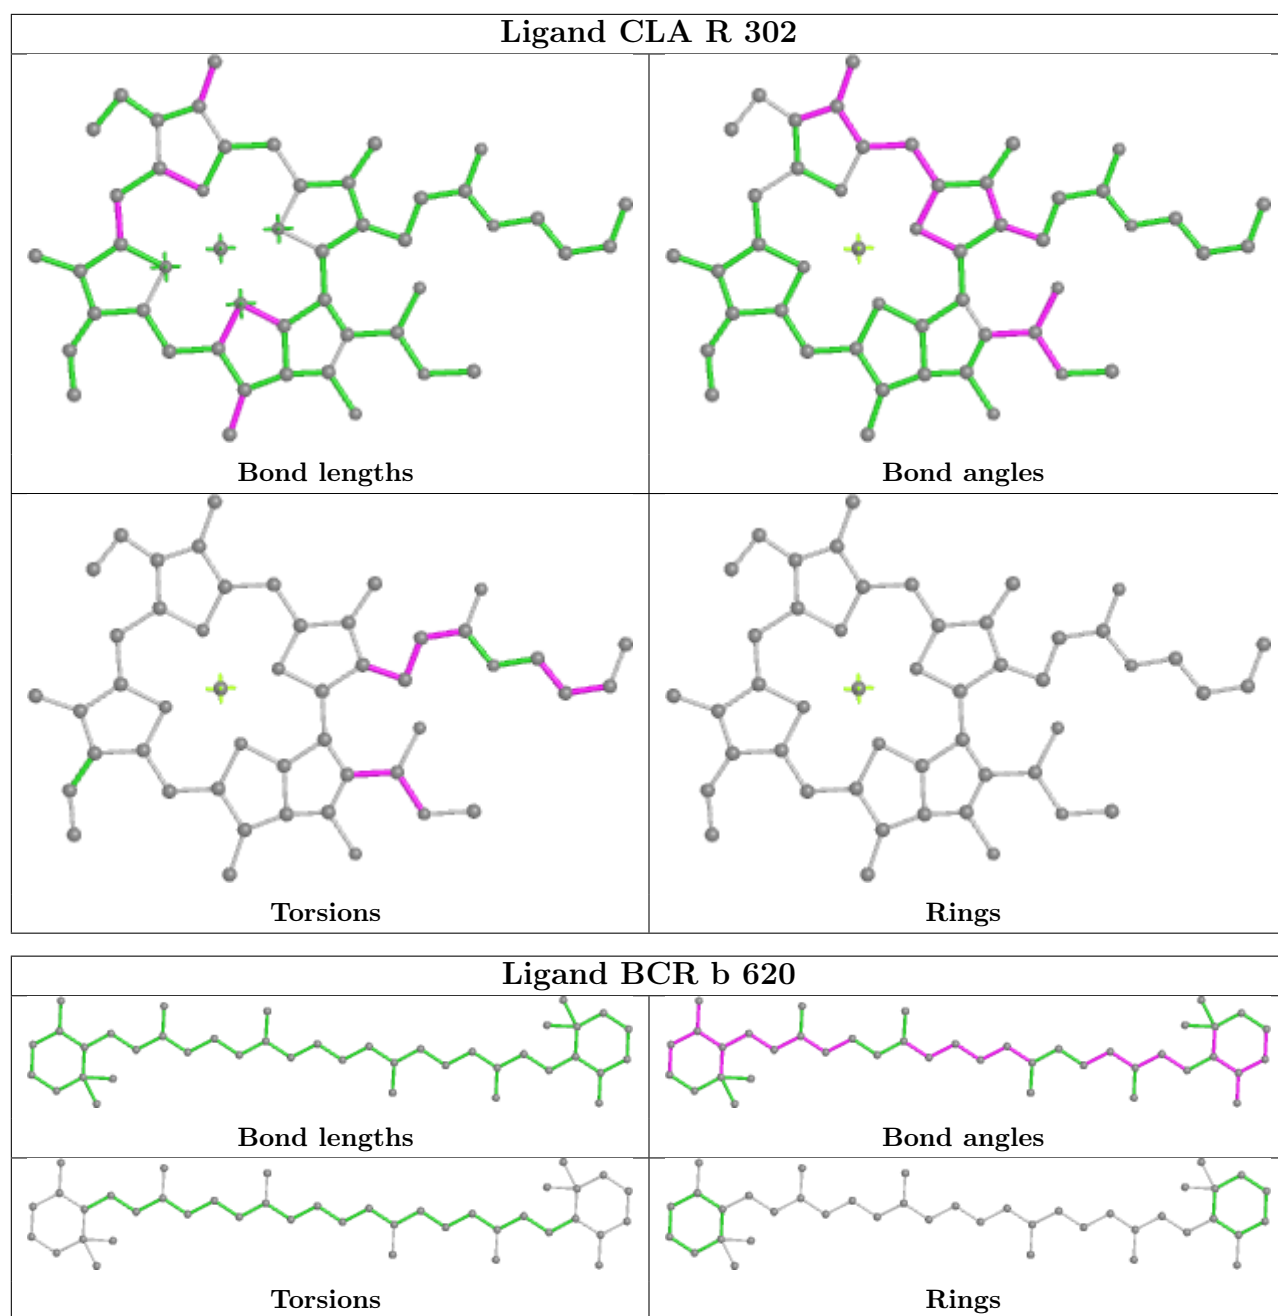 Ligand CLA R 302
Bond lengths
Bond angles
Torsions
Rings
Ligand BCR b 620
Bond lengths
Bond angles
Torsions
Rings